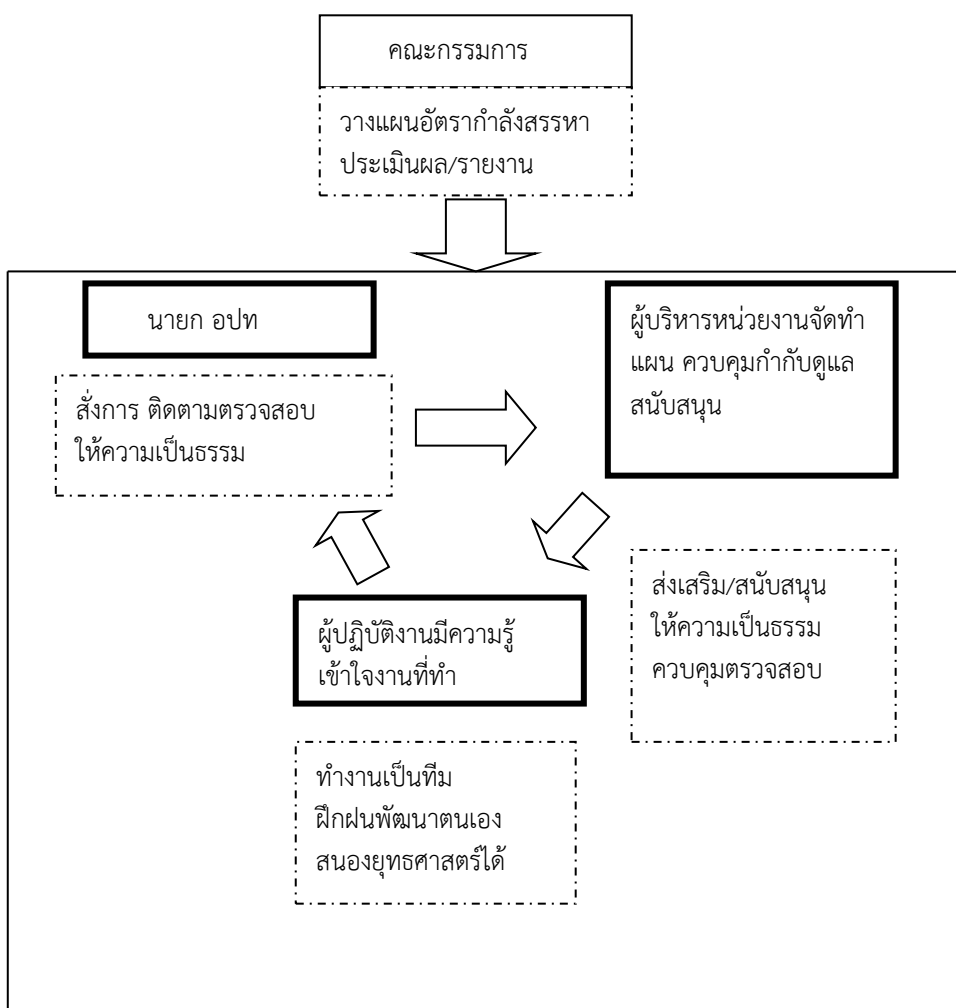 คณะกรรมการ
วางแผนอัตรากำลังสรรหา
ประเมินผล/รายงาน
นายก อปท
สั่งการ ติดตามตรวจสอบ
ให้ความเป็นธรรม
ผู้บริหารหน่วยงานจัดทำ
แผน ควบคุมกำกับดูแล
สนับสนุน
ส่งเสริม/สนับสนุน
ให้ความเป็นธรรม
ควบคุมตรวจสอบ
ผู้ปฏิบัติงานมีความรู้
เข้าใจงานที่ทำ
ทำงานเป็นทีม
ฝึกฝนพัฒนาตนเอง
สนองยุทธศาสตร์ได้